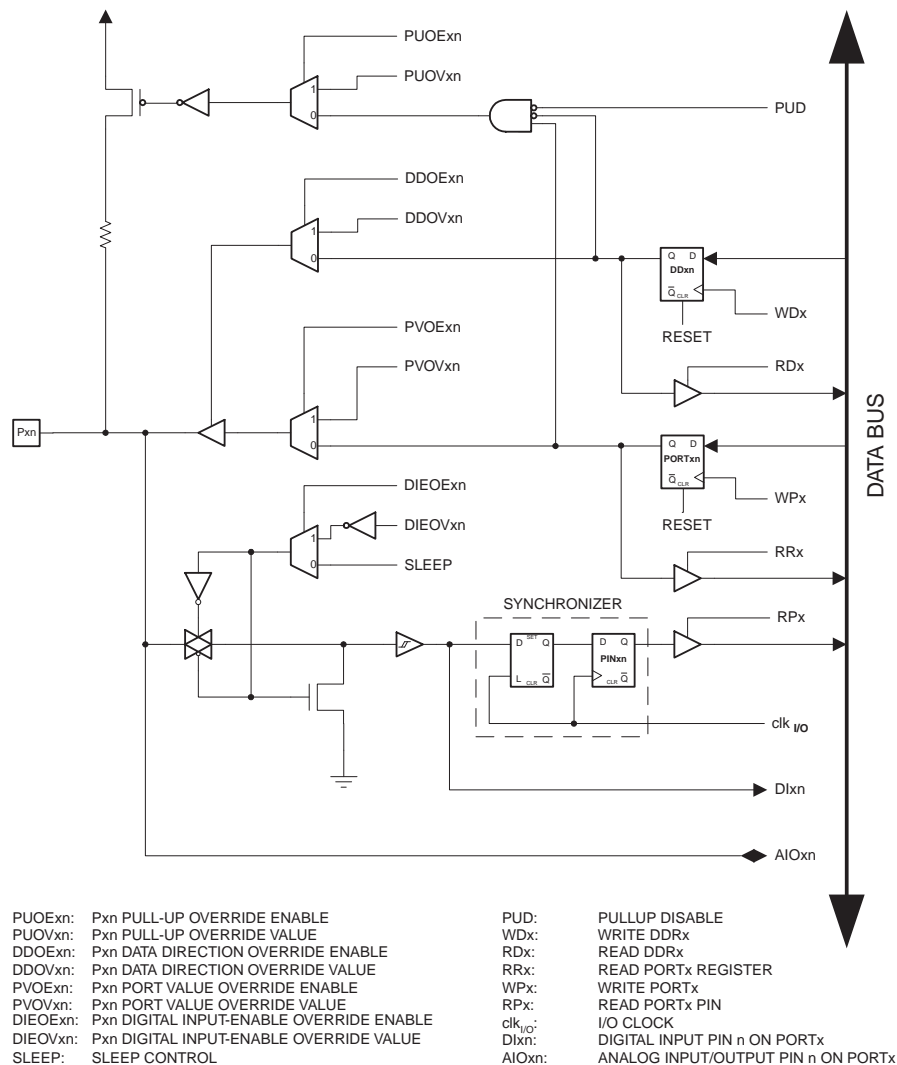 PUOExn
PUOVxn
1
0
PUD
DDOExn
DDOVxn
1
0
Q D
DDxn
Q CLR
WDx
RESET
PVOExn
RDx
PVOVxn
DATA BUS
Pxn
1
0
Q D
PORTxn
Q CLR
WPx
RESET
DIEOExn
DIEOVxn
1
0
SLEEP
RRx
SYNCHRONIZER
RPx
SET
D Q
L CLR Q
D Q
PINxn
CLR Q
clk I/O
DIxn
AIOxn
PUOExn: Pxn PULL-UP OVERRIDE ENABLE
PUOVxn: Pxn PULL-UP OVERRIDE VALUE
DDOExn: Pxn DATA DIRECTION OVERRIDE ENABLE
DDOVxn: Pxn DATA DIRECTION OVERRIDE VALUE
PVOExn: Pxn PORT VALUE OVERRIDE ENABLE
PVOVxn: Pxn PORT VALUE OVERRIDE VALUE
DIEOExn: Pxn DIGITAL INPUT-ENABLE OVERRIDE ENABLE
DIEOVxn: Pxn DIGITAL INPUT-ENABLE OVERRIDE VALUE
SLEEP: SLEEP CONTROL
PUD: PULLUP DISABLE
WDx: WRITE DDRx
RDx: READ DDRx
RRx: READ PORTx REGISTER
WPx: WRITE PORTx
RPx: READ PORTx PIN
clkI/O: I/O CLOCK
DIxn: DIGITAL INPUT PIN n ON PORTx
AIOxn: ANALOG INPUT/OUTPUT PIN n ON PORTx